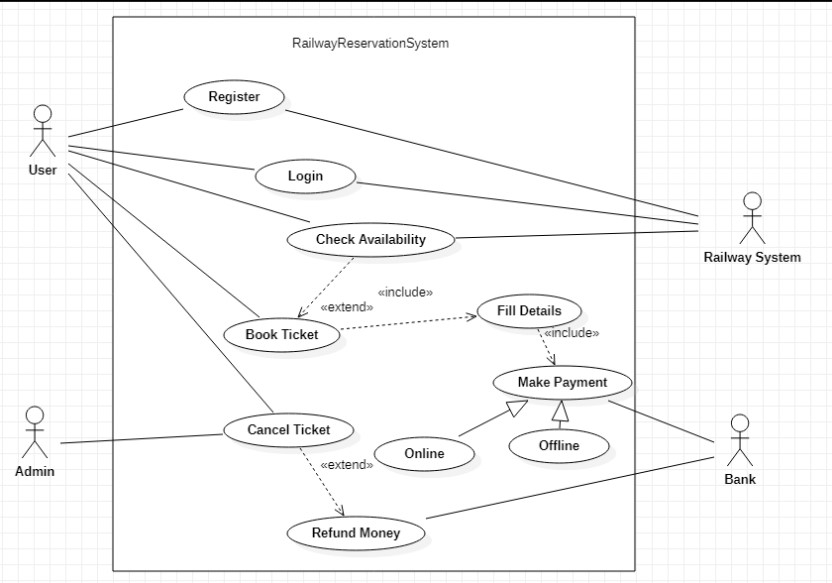 RailwayReservationSystem
Register
User
Login
Check Availability
Railway System
«include»
«extend»
Fill Details
Book Ticket
«include»
Make Payment
Cancel Ticket
Online
Offline
Admin
«extend»
Bank
Refund Money